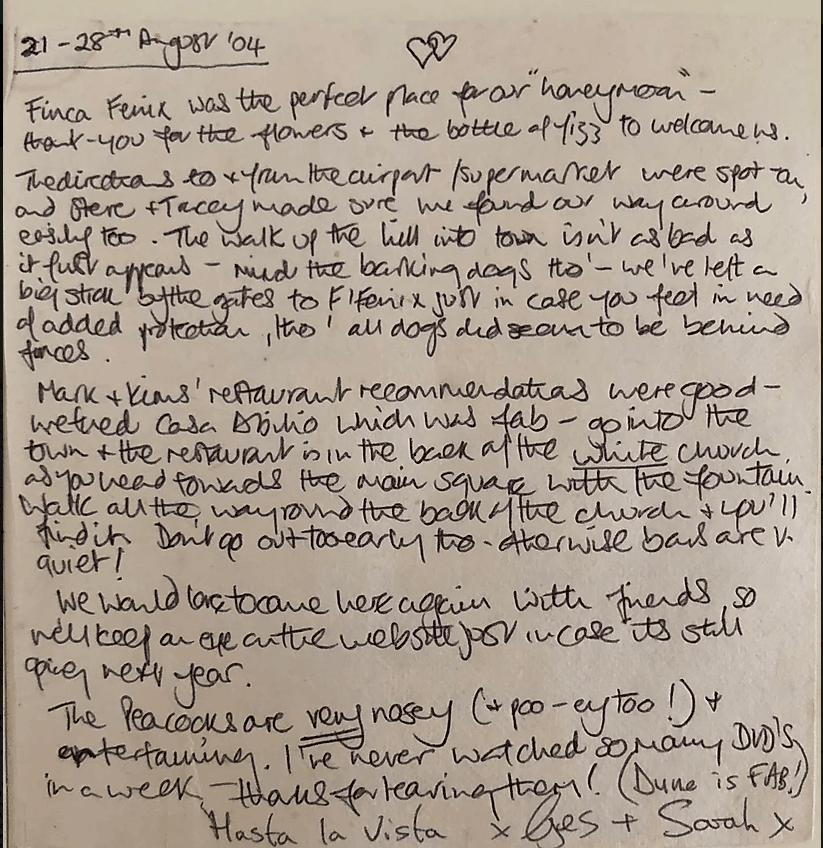 21-28th August '04
Finca Fenix was the perfect place for our "honeymoon" -
thank-you for the flowers + the bottle of fizz to welcome us.
The directions to + from the airport / supermarket were spot-on,
and Steve + Tracey made sure we found our way around
easily too. The walk up the hill into town isn't as bad as
it first appears - mind the barking dogs tho' - we've left a
big stick by the gates to F'Fenix just in case you feel in need
of added protection, tho' all dogs did seem to be behind
fences.
Mark + Kims' restaurant recommendations were good -
we tried Casa Abilio which was fab - go into the
town + the restaurant is in the back of the white church,
as you head towards the main square with the fountain.
Walk all the way round the back of the church + you'll
find it. Don't go out too early tho - otherwise bars are v.
quiet!
We would love to come here again with friends, so
we'll keep an eye on the website just in case its still
going next year.
The Peacocks are very nosey (+ poo-ey too!) +
entertaining. I've never watched so many DVD'S
in a week - thanks for leaving them! (Dune is FAB!)
Hasta la Vista x Ges + Sarah x